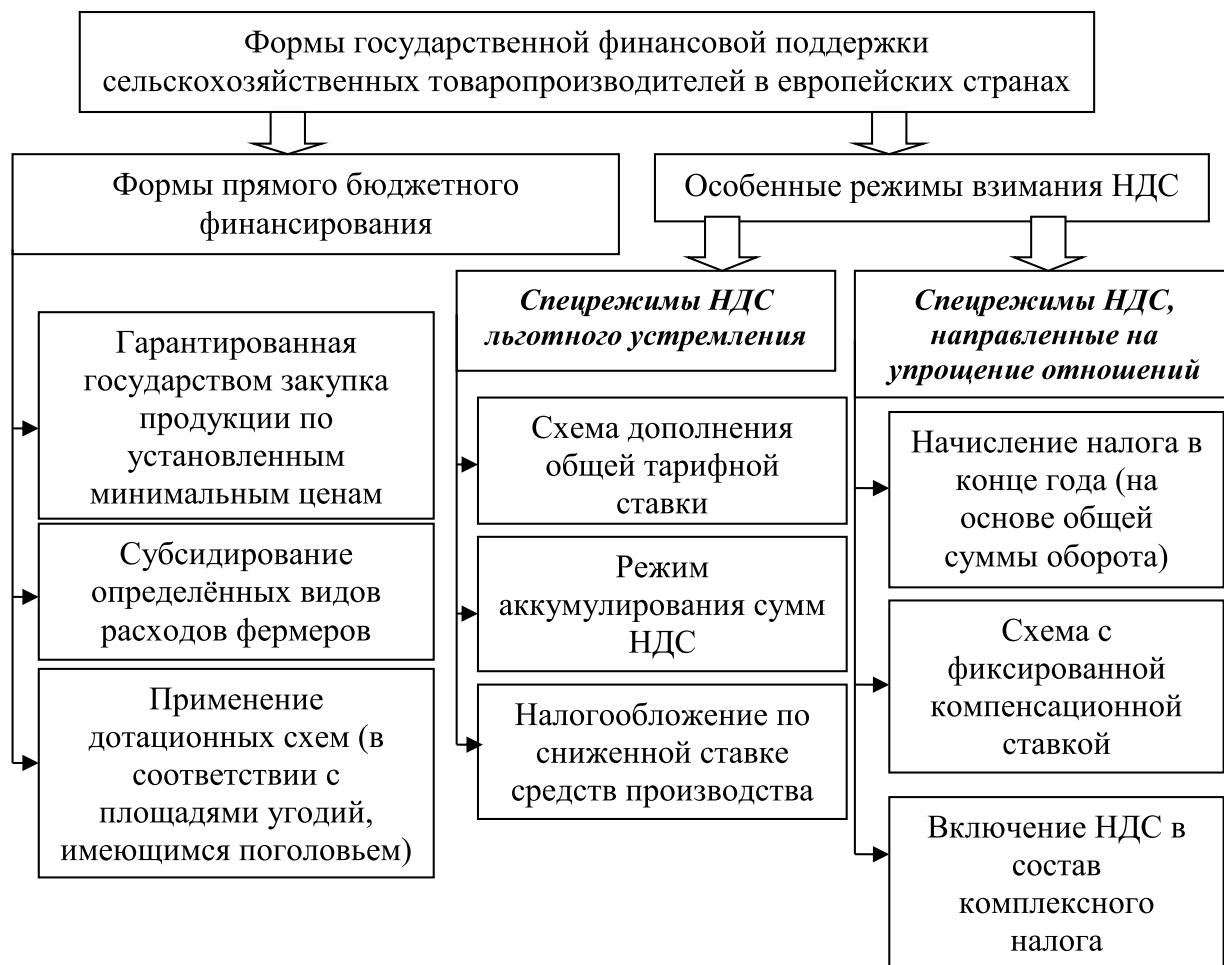 Формы государственной финансовой поддержки
сельскохозяйственных товаропроизводителей в европейских странах
Формы прямого бюджетного
финансирования
Особенные режимы взимания НДС
Спецрежимы НДС
льготного устремления
Спецрежимы НДС,
направленные на
упрощение отношений
Гарантированная
государством закупка
продукции по
установленным
минимальным ценам
Субсидирование
определённых видов
расходов фермеров
Применение
дотационных схем (в
соответствии с
площадями угодий,
имеющимся поголовьем)
Схема дополнения
общей тарифной
ставки
Режим
аккумулирования сумм
НДС
Налогообложение по
сниженной ставке
средств производства
Начисление налога в
конце года (на
основе общей
суммы оборота)
Схема с
фиксированной
компенсационной
ставкой
Включение НДС в
состав
комплексного
налога